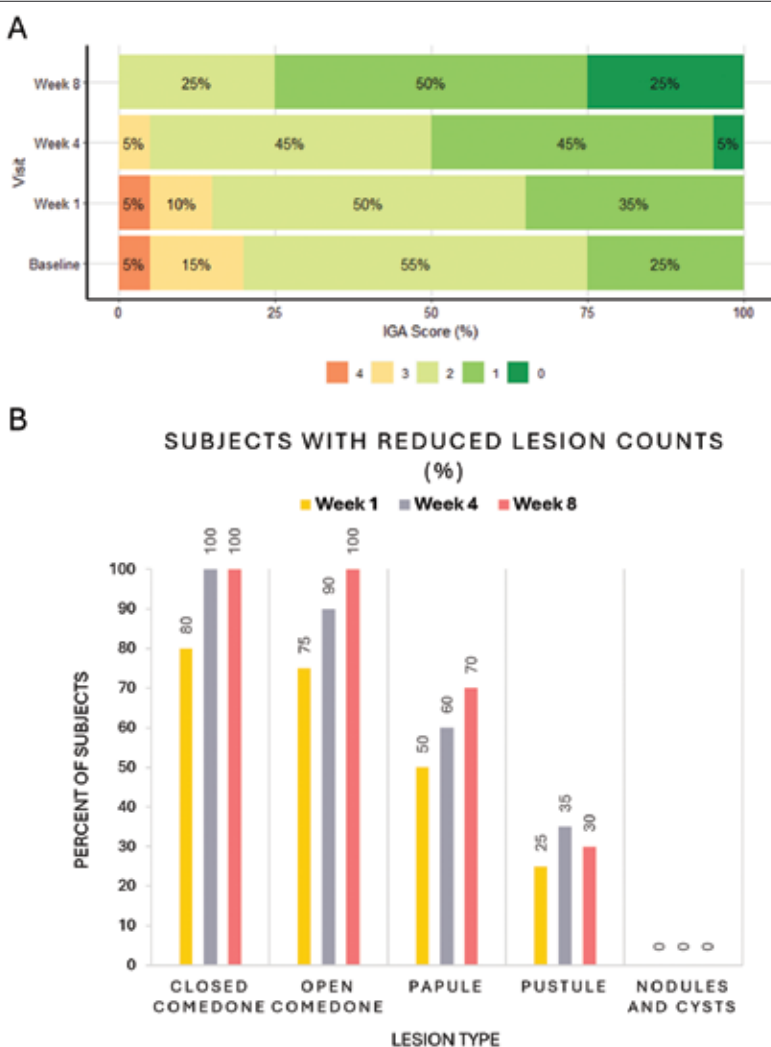 A
Visit
Week 8
25%
50%
25%
Week 4
5%
45%
45%
5%
Week 1
5%
10%
50%
35%
Baseline
5%
15%
55%
25%
0
25
50
75
100
IGA Score (%)
4
3
2
1
0
B
SUBJECTS WITH REDUCED LESION COUNTS
(%)
Week 1
Week 4
Week 8
PERCENT OF SUBJECTS
100
90
80
70
60
50
40
30
20
10
0
80
100
100
75
90
100
50
60
70
25
35
30
0
0
0
CLOSED
COMEDONE
OPEN
COMEDONE
PAPULE
PUSTULE
NODULES
AND CYSTS
LESION TYPE